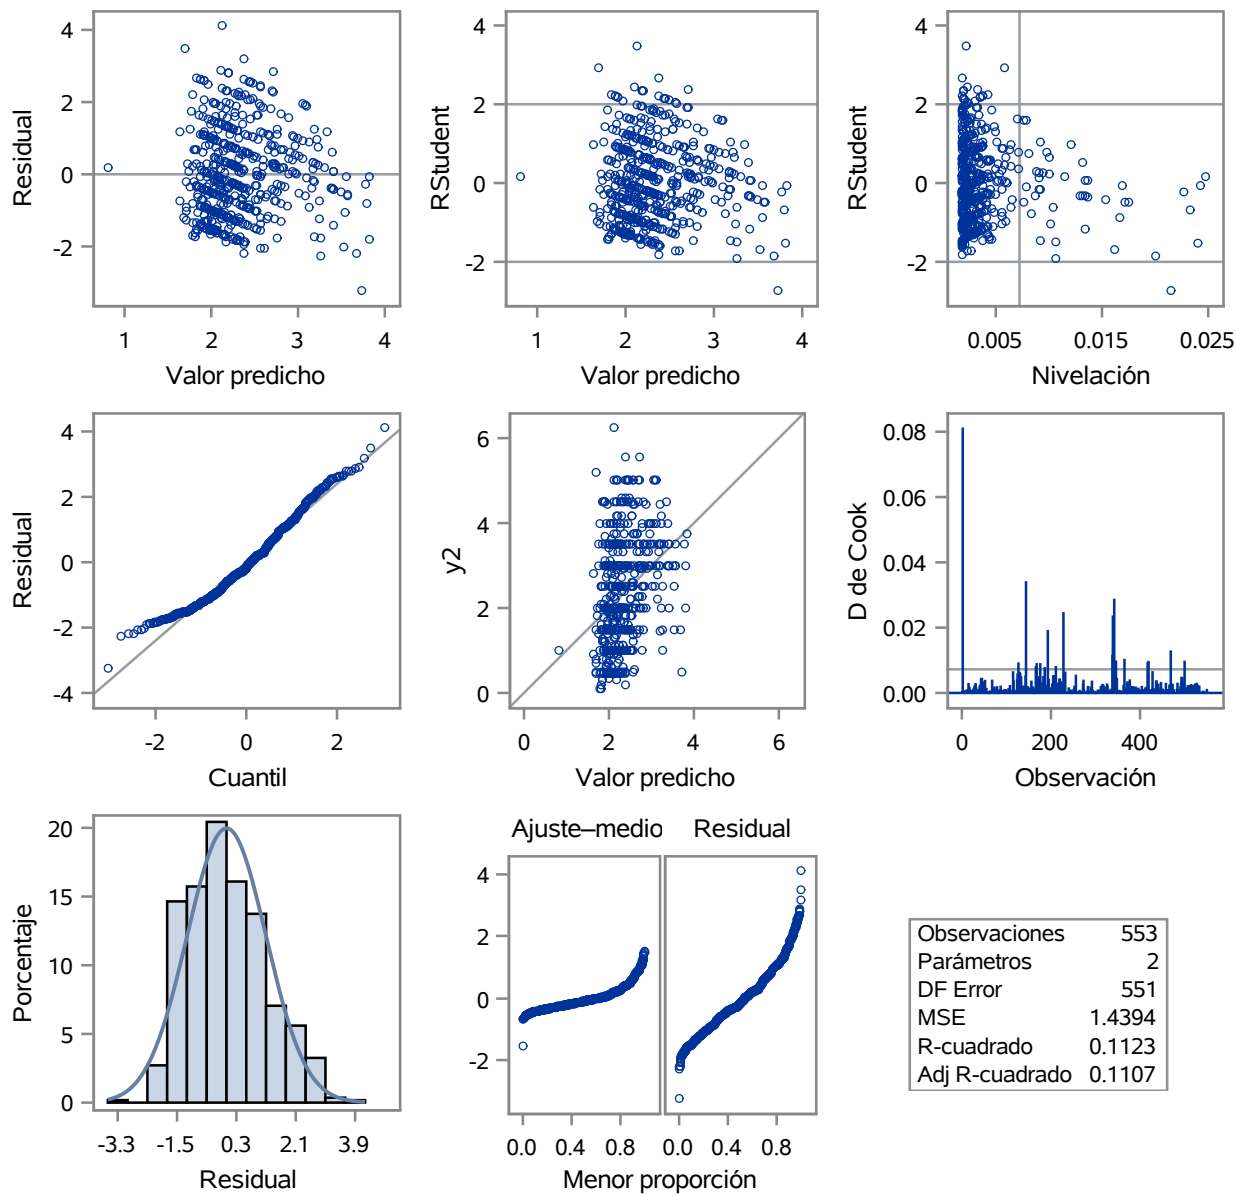 4
2
0
-2
Residual
1 2 3 4
Valor predicho
4
2
0
-2
RStudent
1 2 3 4
Valor predicho
4
2
0
-2
RStudent
0.005 0.015 0.025
Nivelación
4
2
0
-2
-4
Residual
-2 0 2
Cuantil
6
4
2
0
y2
0 2 4 6
Valor predicho
0.08
0.06
0.04
0.02
0.00
D de Cook
0 200 400
Observación
20
15
10
5
0
Porcentaje
-3.3 -1.5 0.3 2.1 3.9
Residual
Ajuste–medio Residual
4
2
0
-2
0.0 0.4 0.8 0.0 0.4 0.8
Menor proporción
Observaciones 553
Parámetros 2
DF Error 551
MSE 1.4394
R-cuadrado 0.1123
Adj R-cuadrado 0.1107